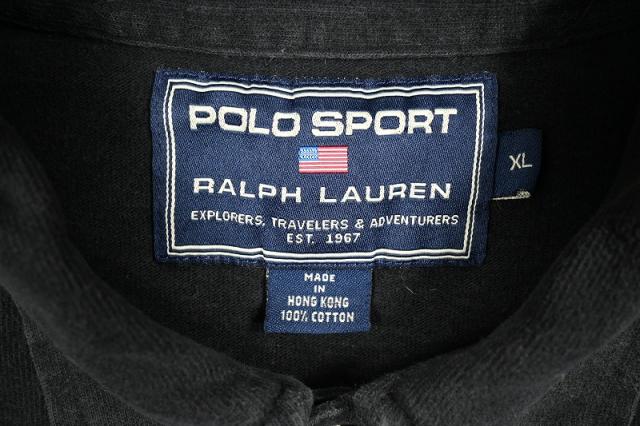 POLO SPORT
RALPH LAUREN
EXPLORERS, TRAVELERS & ADVENTURERS
EST. 1967
XL
MADE
IN
HONG KONG
100% COTTON